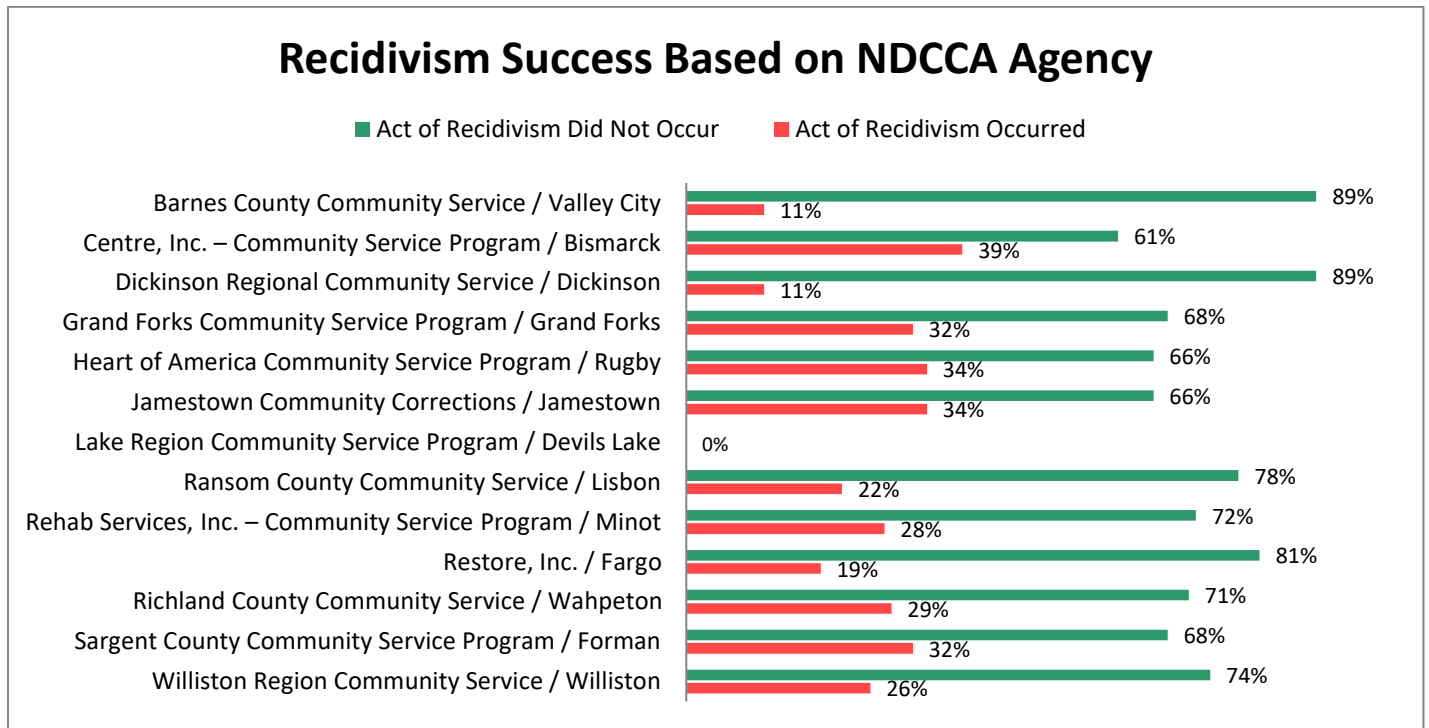 Recidivism Success Based on NDCCA Agency
Act of Recidivism Did Not Occur Act of Recidivism Occurred
Barnes County Community Service / Valley City 89%
11%
Centre, Inc. – Community Service Program / Bismarck 61%
39%
Dickinson Regional Community Service / Dickinson 89%
11%
Grand Forks Community Service Program / Grand Forks 68%
32%
Heart of America Community Service Program / Rugby 66%
34%
Jamestown Community Corrections / Jamestown 66%
34%
Lake Region Community Service Program / Devils Lake 0%
Ransom County Community Service / Lisbon 78%
22%
Rehab Services, Inc. – Community Service Program / Minot 72%
28%
Restore, Inc. / Fargo 81%
19%
Richland County Community Service / Wahpeton 71%
29%
Sargent County Community Service Program / Forman 68%
32%
Williston Region Community Service / Williston 74%
26%